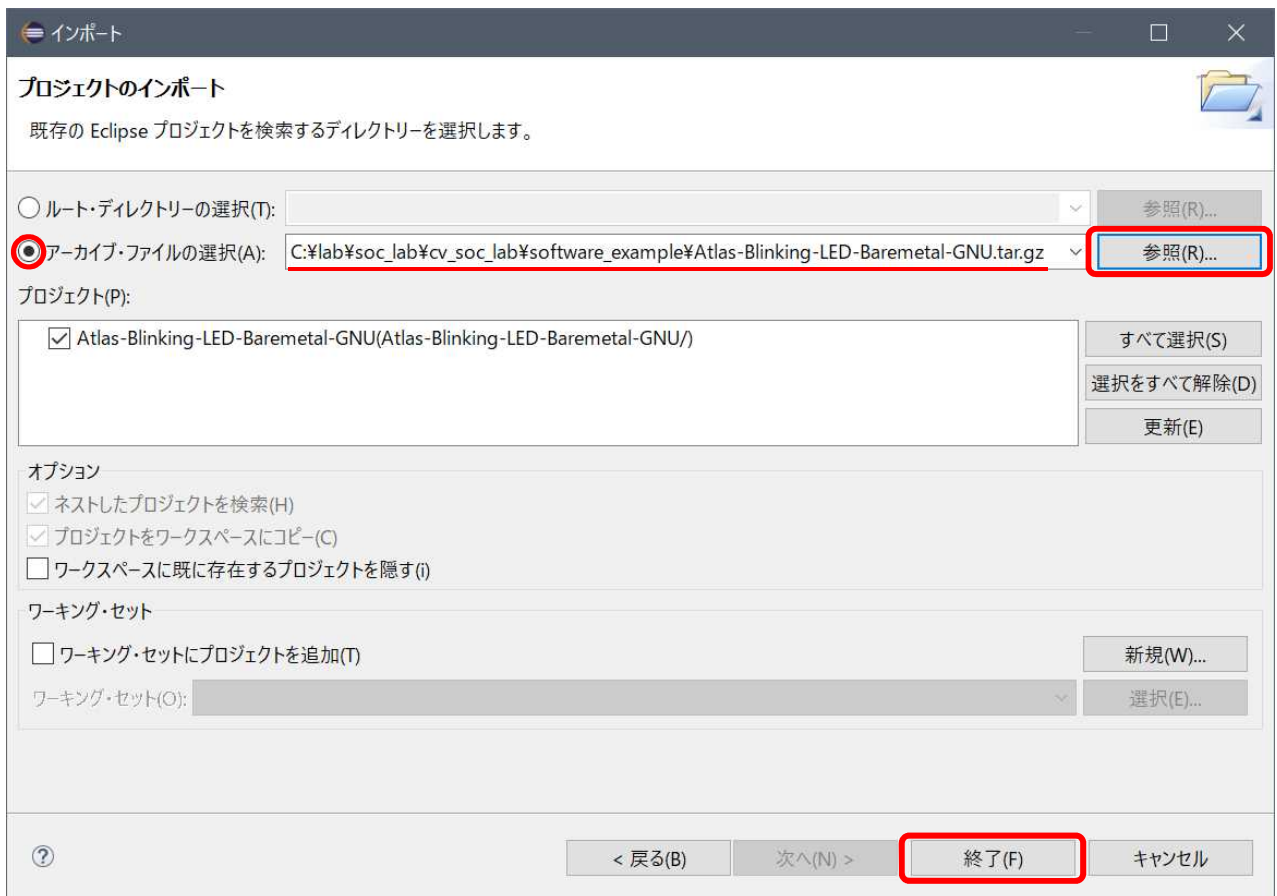 インポート
プロジェクトのインポート
既存の Eclipse プロジェクトを検索するディレクトリーを選択します。
ルート・ディレクトリーの選択(T): 参照(R)...
アーカイブ・ファイルの選択(A): C:¥lab¥soc_lab¥cv_soc_lab¥software_example¥Atlas-Blinking-LED-Baremetal-GNU.tar.gz 参照(R)...
プロジェクト(P):
Atlas-Blinking-LED-Baremetal-GNU(Atlas-Blinking-LED-Baremetal-GNU/) すべて選択(S)
選択をすべて解除(D)
更新(E)
オプション
ネストしたプロジェクトを検索(H)
プロジェクトをワークスペースにコピー(C)
ワークスペースに既に存在するプロジェクトを隠す(i)
ワーキング・セット
ワーキング・セットにプロジェクトを追加(T) 新規(W)...
ワーキング・セット(O): 選択(E)...
? < 戻る(B) 次へ(N) > 終了(F) キャンセル